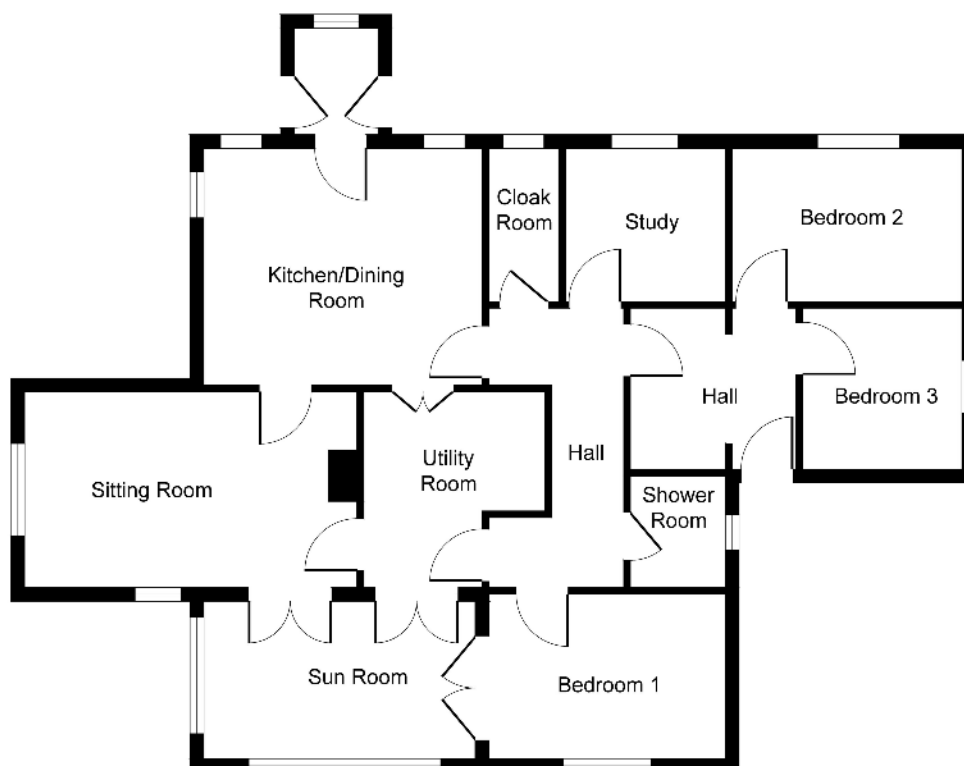 Cloak
Room
Study
Bedroom 2
Kitchen/Dining
Room
Hall
Bedroom 3
Hall
Utility
Room
Sitting Room
Shower
Room
Sun Room
Bedroom 1